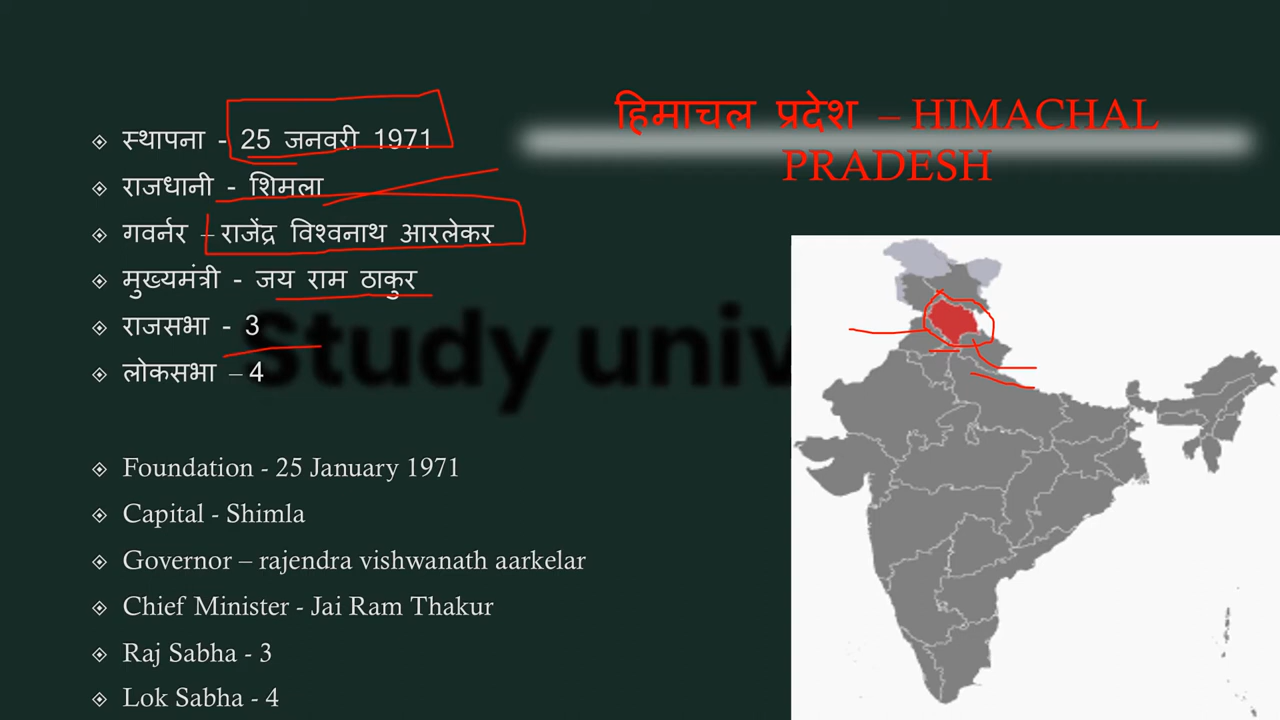 हिमाचल प्रदेश – HIMACHAL
PRADESH
स्थापना - 25 जनवरी 1971
राजधानी - शिमला
गवर्नर – राजेंद्र विश्वनाथ आरलेकर
मुख्यमंत्री - जय राम ठाकुर
राजसभा - 3
लोकसभा – 4
Study univ
Foundation - 25 January 1971
Capital - Shimla
Governor – rajendra vishwanath aarkelar
Chief Minister - Jai Ram Thakur
Raj Sabha - 3
Lok Sabha - 4